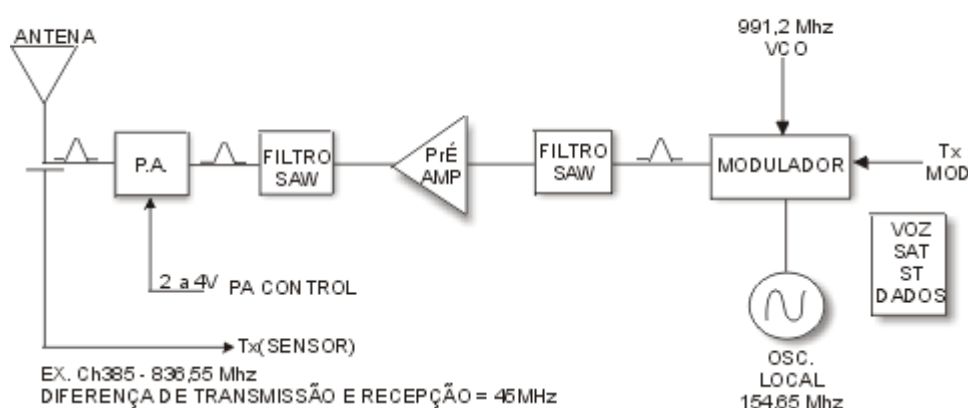 ANTENA
991,2 Mhz
VCO
P.A.
FILTRO
SAW
PrÉ
AMP
FILTRO
SAW
MODULADOR
Tx
MOD
VOZ
SAT
ST
DADOS
2 a 4V PA CONTROL
Tx(SENSOR)
OSC.
LOCAL
154,65 Mhz
EX. Ch385 - 836,55 Mhz
DIFERENÇA DE TRANSMISSÃO E RECEPÇÃO = 45MHz